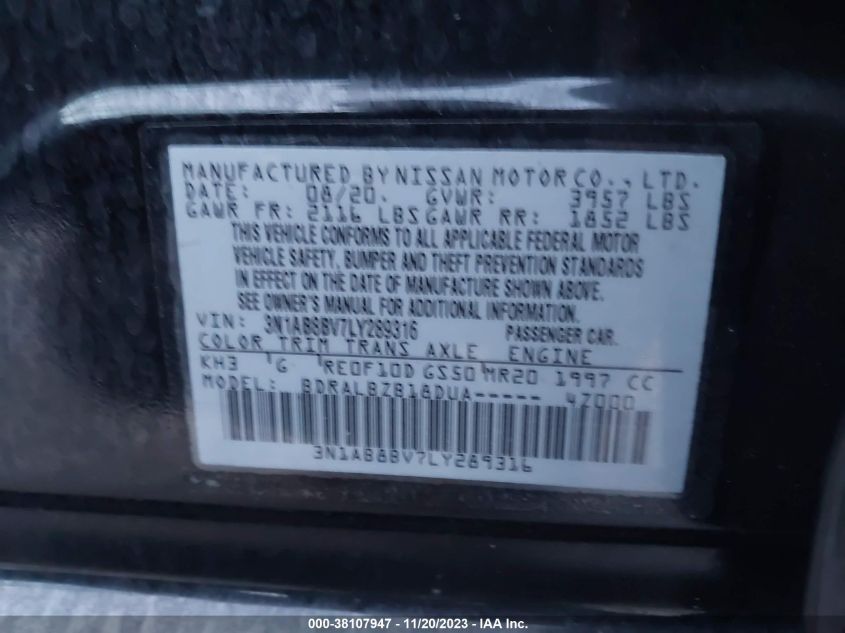 MANUFACTURED BY NISSAN MOTOR CO., LTD.
DATE: 08/20. GVWR: 3957 LBS
GAWR FR: 2116 LBS GAWR RR: 1852 LBS
THIS VEHICLE CONFORMS TO ALL APPLICABLE FEDERAL MOTOR
VEHICLE SAFETY, BUMPER AND THEFT PREVENTION STANDARDS
IN EFFECT ON THE DATE OF MANUFACTURE SHOWN ABOVE.
SEE OWNER'S MANUAL FOR ADDITIONAL INFORMATION.
VIN: 3N1AB8BV7LY289316 PASSENGER CAR.
COLOR TRIM TRANS AXLE ENGINE
KH3 G RE0F10D GS50 MR20 1997 CC
MODEL: BDRALBZB18DUA----- 4Z000
3N1AB8BV7LY289316
000-38107947 - 11/20/2023 - IAA Inc.